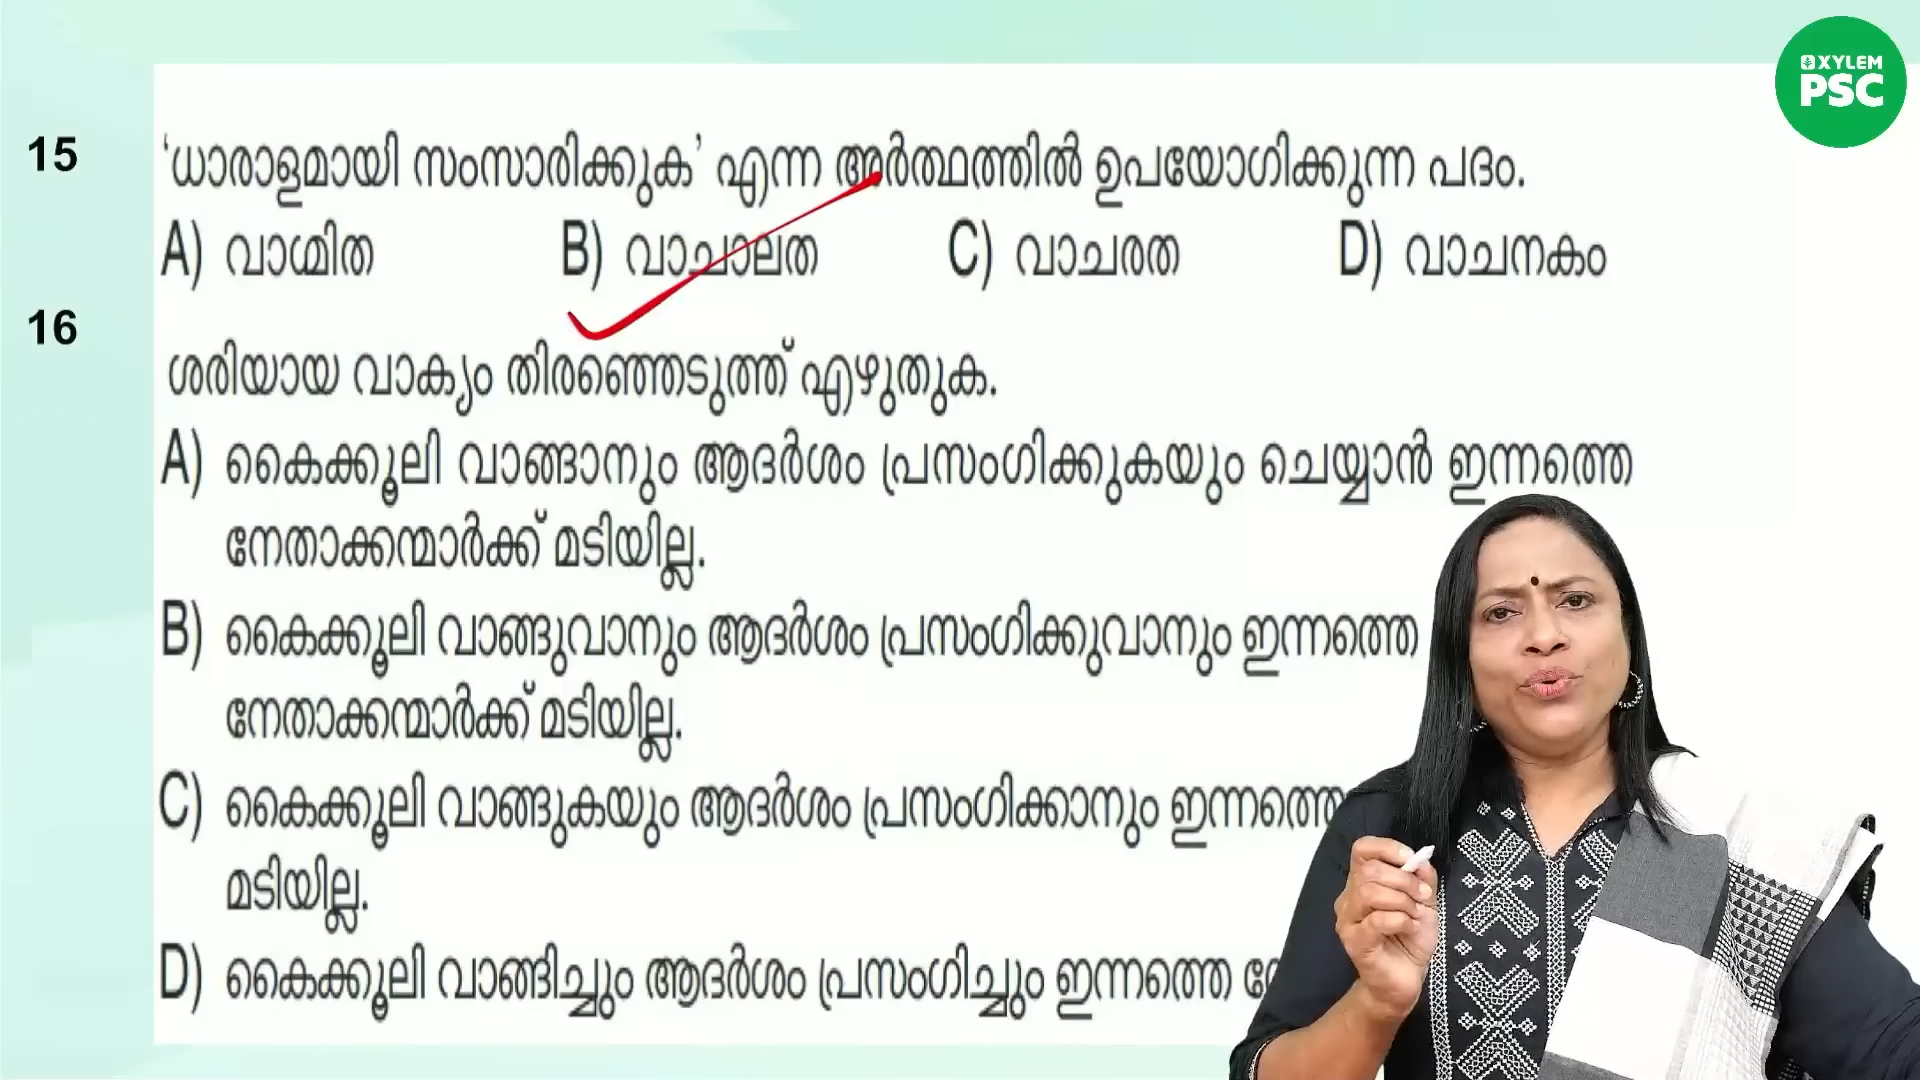 XYLEM
PSC
15
'ധാരാളമായി സംസാരിക്കുക' എന്ന അർത്ഥത്തിൽ ഉപയോഗിക്കുന്ന പദം.
A) വാഗ്മിത B) വാചാലത C) വാചരത D) വാചനകം
16
ശരിയായ വാക്യം തിരഞ്ഞെടുത്ത് എഴുതുക.
A) കൈക്കൂലി വാങ്ങാനും ആദർശം പ്രസംഗിക്കുകയും ചെയ്യാൻ ഇന്നത്തെ
നേതാക്കന്മാർക്ക് മടിയില്ല.
B) കൈക്കൂലി വാങ്ങുവാനും ആദർശം പ്രസംഗിക്കുവാനും ഇന്നത്തെ
നേതാക്കന്മാർക്ക് മടിയില്ല.
C) കൈക്കൂലി വാങ്ങുകയും ആദർശം പ്രസംഗിക്കാനും ഇന്നത്തെ
മടിയില്ല.
D) കൈക്കൂലി വാങ്ങിച്ചും ആദർശം പ്രസംഗിച്ചും ഇന്നത്തെ